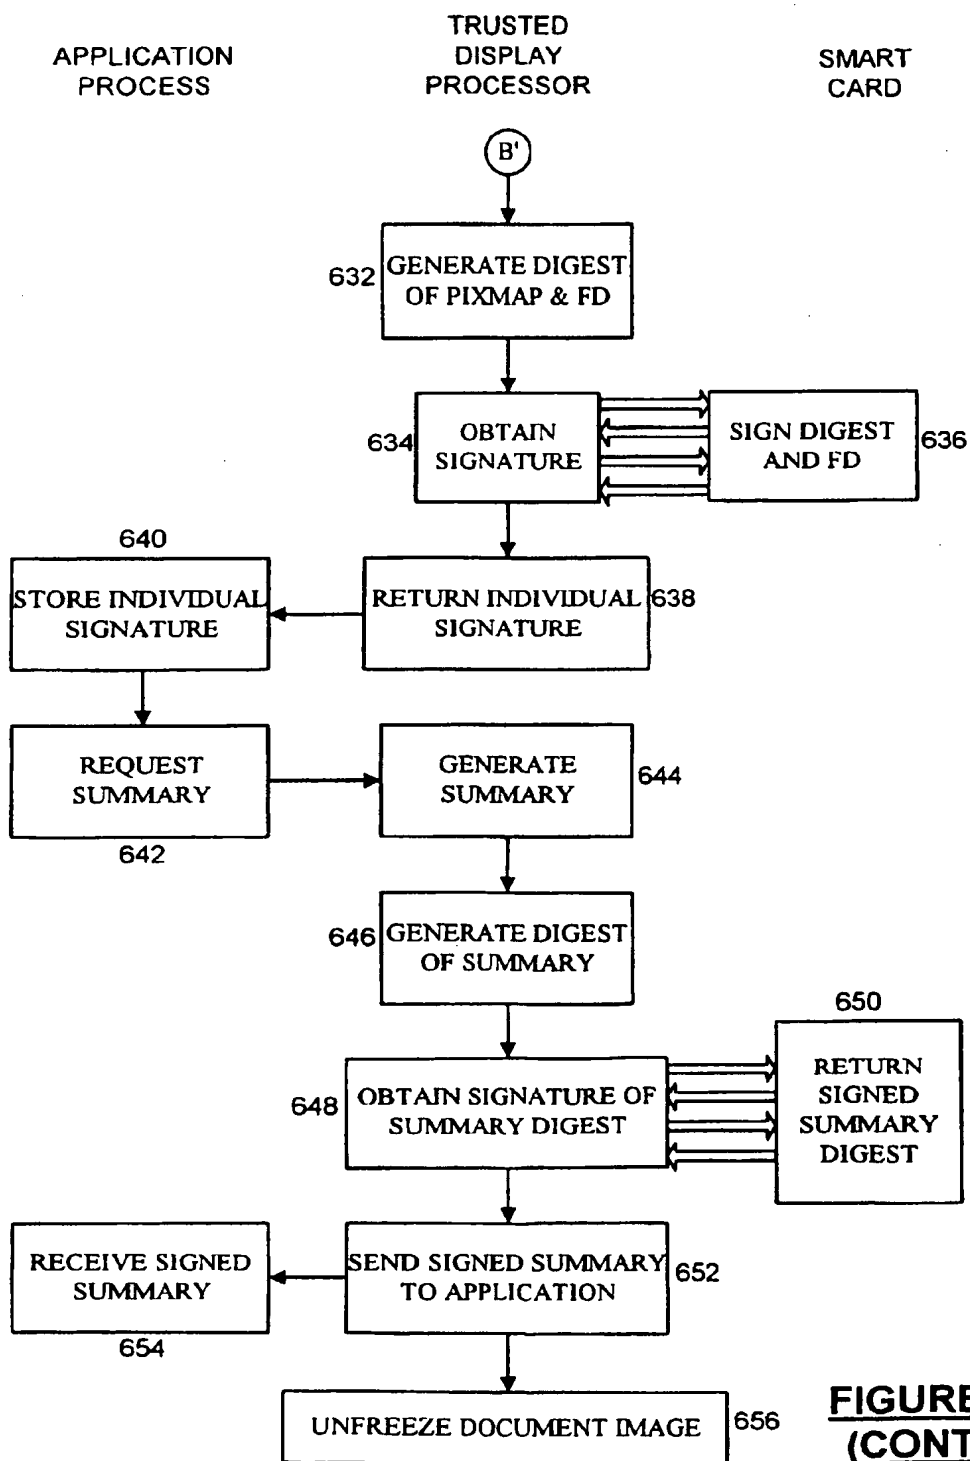 APPLICATION
PROCESS
TRUSTED
DISPLAY
PROCESSOR
SMART
CARD
B'
632
GENERATE DIGEST
OF PIXMAP & FD
634
OBTAIN
SIGNATURE
SIGN DIGEST
AND FD
636
640
STORE INDIVIDUAL
SIGNATURE
RETURN INDIVIDUAL
SIGNATURE
638
REQUEST
SUMMARY
642
GENERATE
SUMMARY
644
646
GENERATE DIGEST
OF SUMMARY
648
OBTAIN SIGNATURE OF
SUMMARY DIGEST
650
RETURN
SIGNED
SUMMARY
DIGEST
RECEIVE SIGNED
SUMMARY
654
SEND SIGNED SUMMARY
TO APPLICATION
652
UNFREEZE DOCUMENT IMAGE
656
FIGURE
(CONT